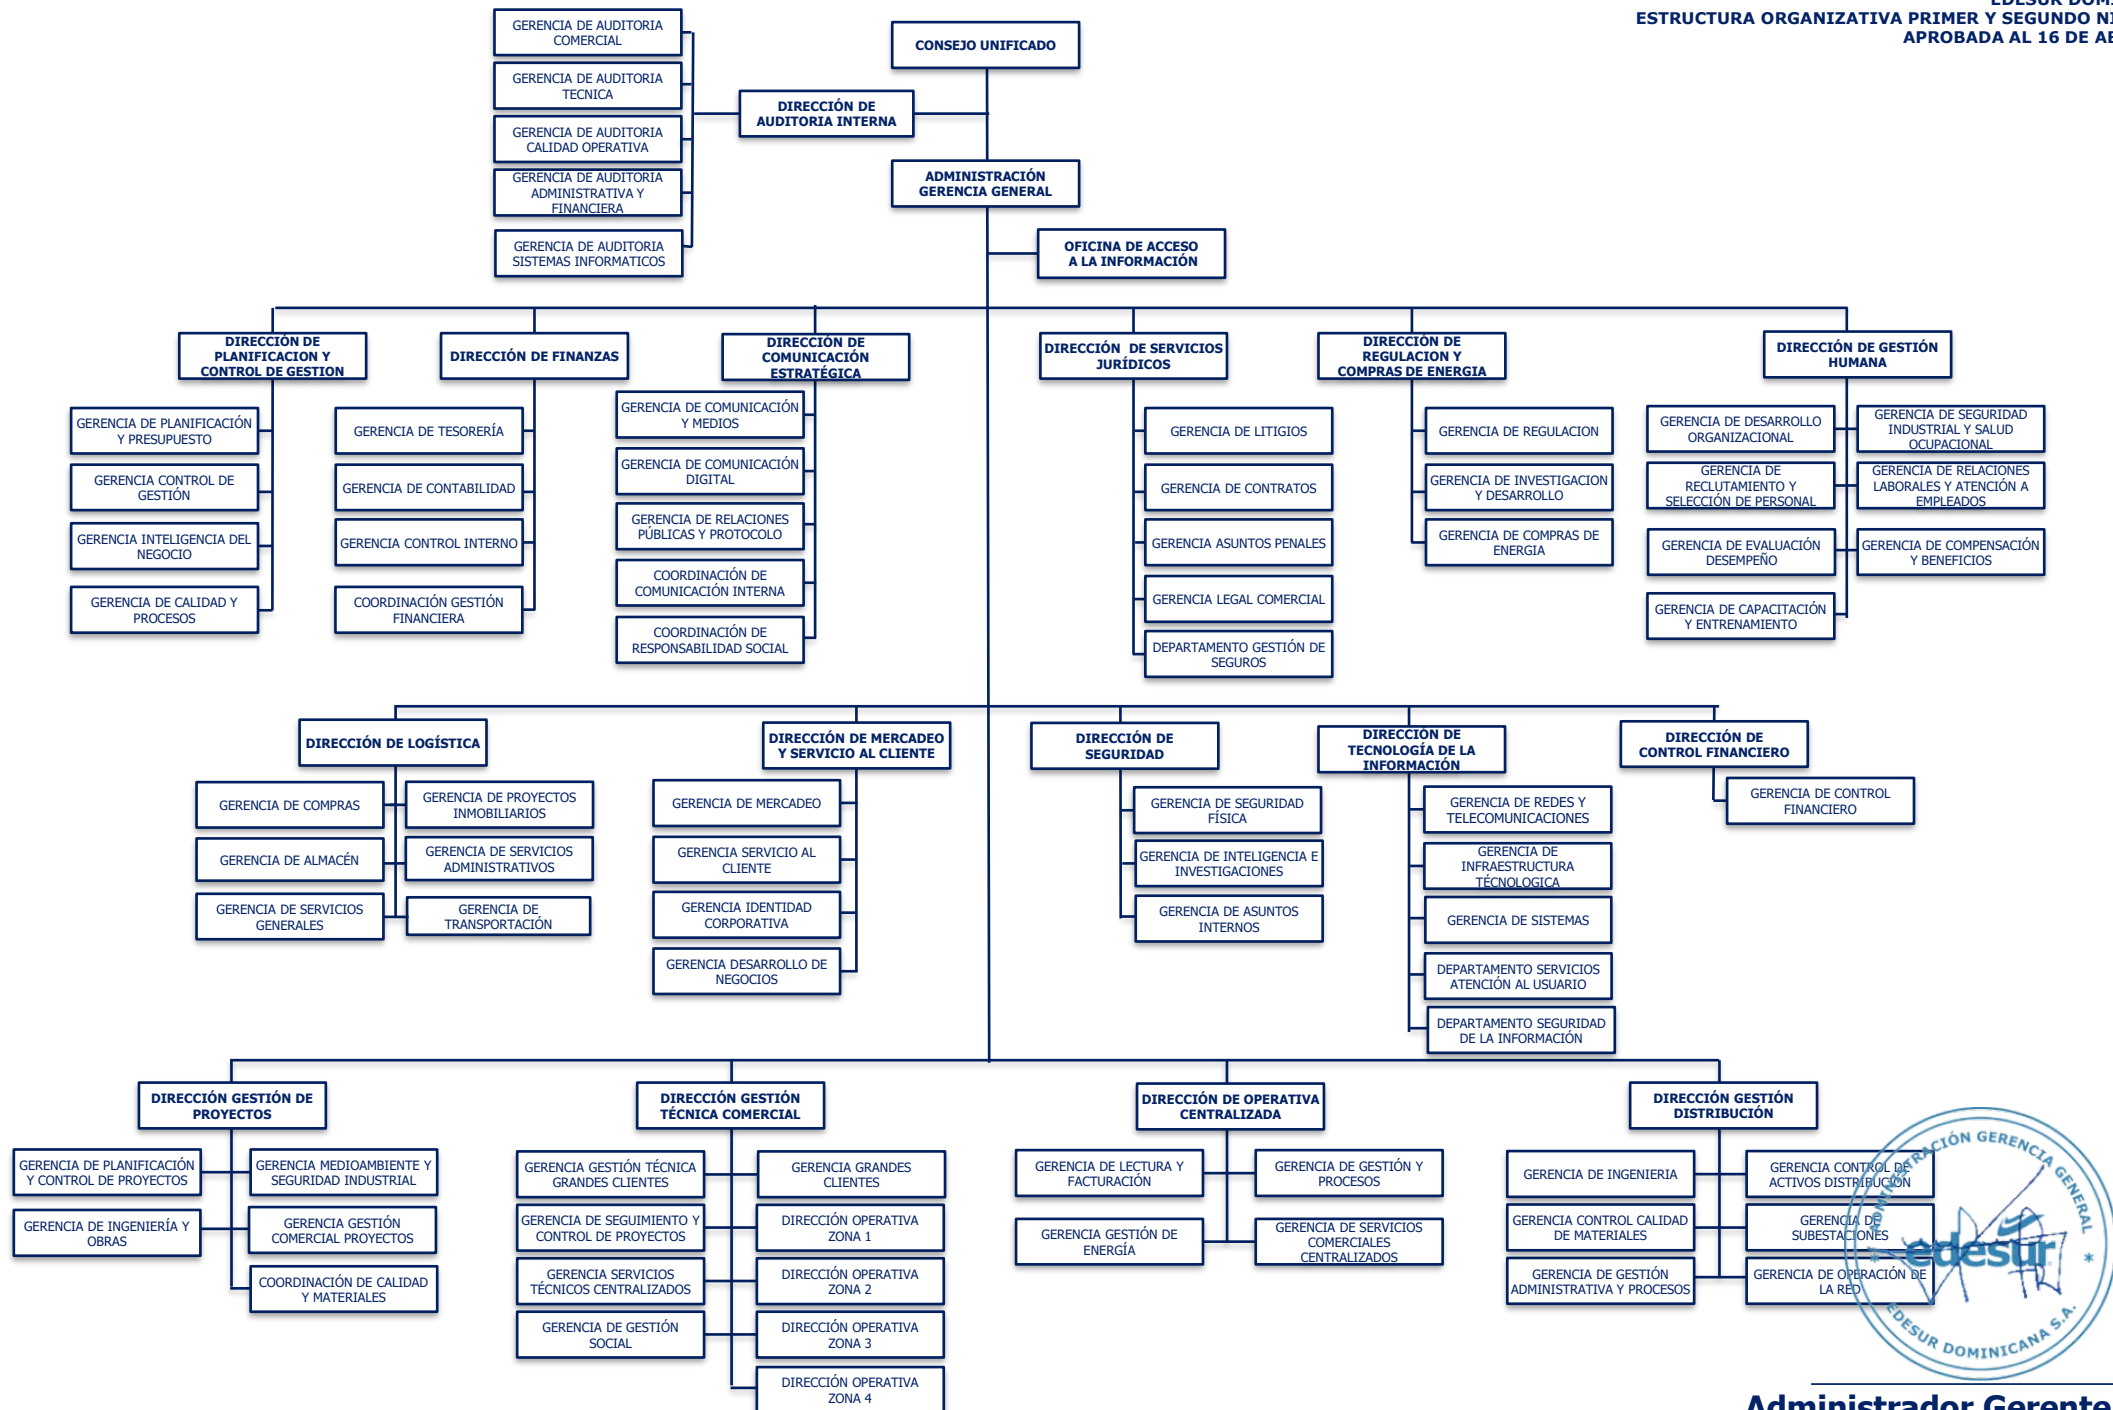 ESTRUCTURA ORGANIZATIVA PRIMER Y SEGUNDO
APROBADA AL 16 DE
GERENCIA DE AUDITORIA
COMERCIAL
GERENCIA DE AUDITORIA
TECNICA
GERENCIA DE AUDITORIA
CALIDAD OPERATIVA
GERENCIA DE AUDITORIA
ADMINISTRATIVA Y
FINANCIERA
GERENCIA DE AUDITORIA
SISTEMAS INFORMATICOS
DIRECCIÓN DE
AUDITORIA INTERNA
CONSEJO UNIFICADO
ADMINISTRACIÓN
GERENCIA GENERAL
OFICINA DE ACCESO
A LA INFORMACIÓN
DIRECCIÓN DE
PLANIFICACION Y
CONTROL DE GESTION
GERENCIA DE PLANIFICACIÓN
Y PRESUPUESTO
GERENCIA CONTROL DE
GESTIÓN
GERENCIA INTELIGENCIA DEL
NEGOCIO
GERENCIA DE CALIDAD Y
PROCESOS
DIRECCIÓN DE FINANZAS
GERENCIA DE TESORERÍA
GERENCIA DE CONTABILIDAD
GERENCIA CONTROL INTERNO
COORDINACIÓN GESTIÓN
FINANCIERA
DIRECCIÓN DE
COMUNICACIÓN
ESTRATÉGICA
GERENCIA DE COMUNICACIÓN
Y MEDIOS
GERENCIA DE COMUNICACIÓN
DIGITAL
GERENCIA DE RELACIONES
PÚBLICAS Y PROTOCOLO
COORDINACIÓN DE
COMUNICACIÓN INTERNA
COORDINACIÓN DE
RESPONSABILIDAD SOCIAL
DIRECCIÓN DE SERVICIOS
JURÍDICOS
GERENCIA DE LITIGIOS
GERENCIA DE CONTRATOS
GERENCIA ASUNTOS PENALES
GERENCIA LEGAL COMERCIAL
DEPARTAMENTO GESTIÓN DE
SEGUROS
DIRECCIÓN DE
REGULACION Y
COMPRAS DE ENERGIA
GERENCIA DE REGULACION
GERENCIA DE INVESTIGACION
Y DESARROLLO
GERENCIA DE COMPRAS DE
ENERGIA
DIRECCIÓN DE GESTIÓN
HUMANA
GERENCIA DE DESARROLLO
ORGANIZACIONAL
GERENCIA DE SEGURIDAD
INDUSTRIAL Y SALUD
OCUPACIONAL
GERENCIA DE
RECLUTAMIENTO Y
SELECCIÓN DE PERSONAL
GERENCIA DE RELACIONES
LABORALES Y ATENCIÓN A
EMPLEADOS
GERENCIA DE EVALUACIÓN
DESEMPEÑO
GERENCIA DE COMPENSACIÓN
Y BENEFICIOS
GERENCIA DE CAPACITACIÓN
Y ENTRENAMIENTO
DIRECCIÓN DE LOGÍSTICA
GERENCIA DE COMPRAS
GERENCIA DE PROYECTOS
INMOBILIARIOS
GERENCIA DE ALMACÉN
GERENCIA DE SERVICIOS
ADMINISTRATIVOS
GERENCIA DE SERVICIOS
GENERALES
GERENCIA DE
TRANSPORTACIÓN
DIRECCIÓN DE MERCADEO
Y SERVICIO AL CLIENTE
GERENCIA DE MERCADEO
GERENCIA SERVICIO AL
CLIENTE
GERENCIA IDENTIDAD
CORPORATIVA
GERENCIA DESARROLLO DE
NEGOCIOS
DIRECCIÓN DE
SEGURIDAD
GERENCIA DE SEGURIDAD
FÍSICA
GERENCIA DE INTELIGENCIA E
INVESTIGACIONES
GERENCIA DE ASUNTOS
INTERNOS
DIRECCIÓN DE
TECNOLOGÍA DE LA
INFORMACIÓN
GERENCIA DE REDES Y
TELECOMUNICACIONES
GERENCIA DE
INFRAESTRUCTURA
TÉCNOLOGICA
GERENCIA DE SISTEMAS
DEPARTAMENTO SERVICIOS
ATENCIÓN AL USUARIO
DEPARTAMENTO SEGURIDAD
DE LA INFORMACIÓN
DIRECCIÓN DE
CONTROL FINANCIERO
GERENCIA DE CONTROL
FINANCIERO
DIRECCIÓN GESTIÓN DE
PROYECTOS
GERENCIA DE PLANIFICACIÓN
Y CONTROL DE PROYECTOS
GERENCIA MEDIOAMBIENTE Y
SEGURIDAD INDUSTRIAL
GERENCIA DE INGENIERÍA Y
OBRAS
GERENCIA GESTIÓN
COMERCIAL PROYECTOS
COORDINACIÓN DE CALIDAD
Y MATERIALES
DIRECCIÓN GESTIÓN
TÉCNICA COMERCIAL
GERENCIA GESTIÓN TÉCNICA
GRANDES CLIENTES
GERENCIA GRANDES
CLIENTES
GERENCIA DE SEGUIMIENTO Y
CONTROL DE PROYECTOS
DIRECCIÓN OPERATIVA
ZONA 1
GERENCIA SERVICIOS
TÉCNICOS CENTRALIZADOS
DIRECCIÓN OPERATIVA
ZONA 2
GERENCIA DE GESTIÓN
SOCIAL
DIRECCIÓN OPERATIVA
ZONA 3
DIRECCIÓN OPERATIVA
ZONA 4
DIRECCIÓN DE OPERATIVA
CENTRALIZADA
GERENCIA DE LECTURA Y
FACTURACIÓN
GERENCIA DE GESTIÓN Y
PROCESOS
GERENCIA GESTIÓN DE
ENERGÍA
GERENCIA DE SERVICIOS
COMERCIALES
CENTRALIZADOS
DIRECCIÓN GESTIÓN
DISTRIBUCIÓN
GERENCIA DE INGENIERIA
GERENCIA CONTROL DE
ACTIVOS DISTRIBUCIÓN
GERENCIA CONTROL CALIDAD
DE MATERIALES
GERENCIA DE
SUBESTACIONES
GERENCIA DE GESTIÓN
ADMINISTRATIVA Y PROCESOS
GERENCIA DE OPERACIÓN DE
LA RED
ADMINISTRACIÓN GERENCIA GENERAL
edesur
EDESUR DOMINICANA S.A.
Administrador Gerente